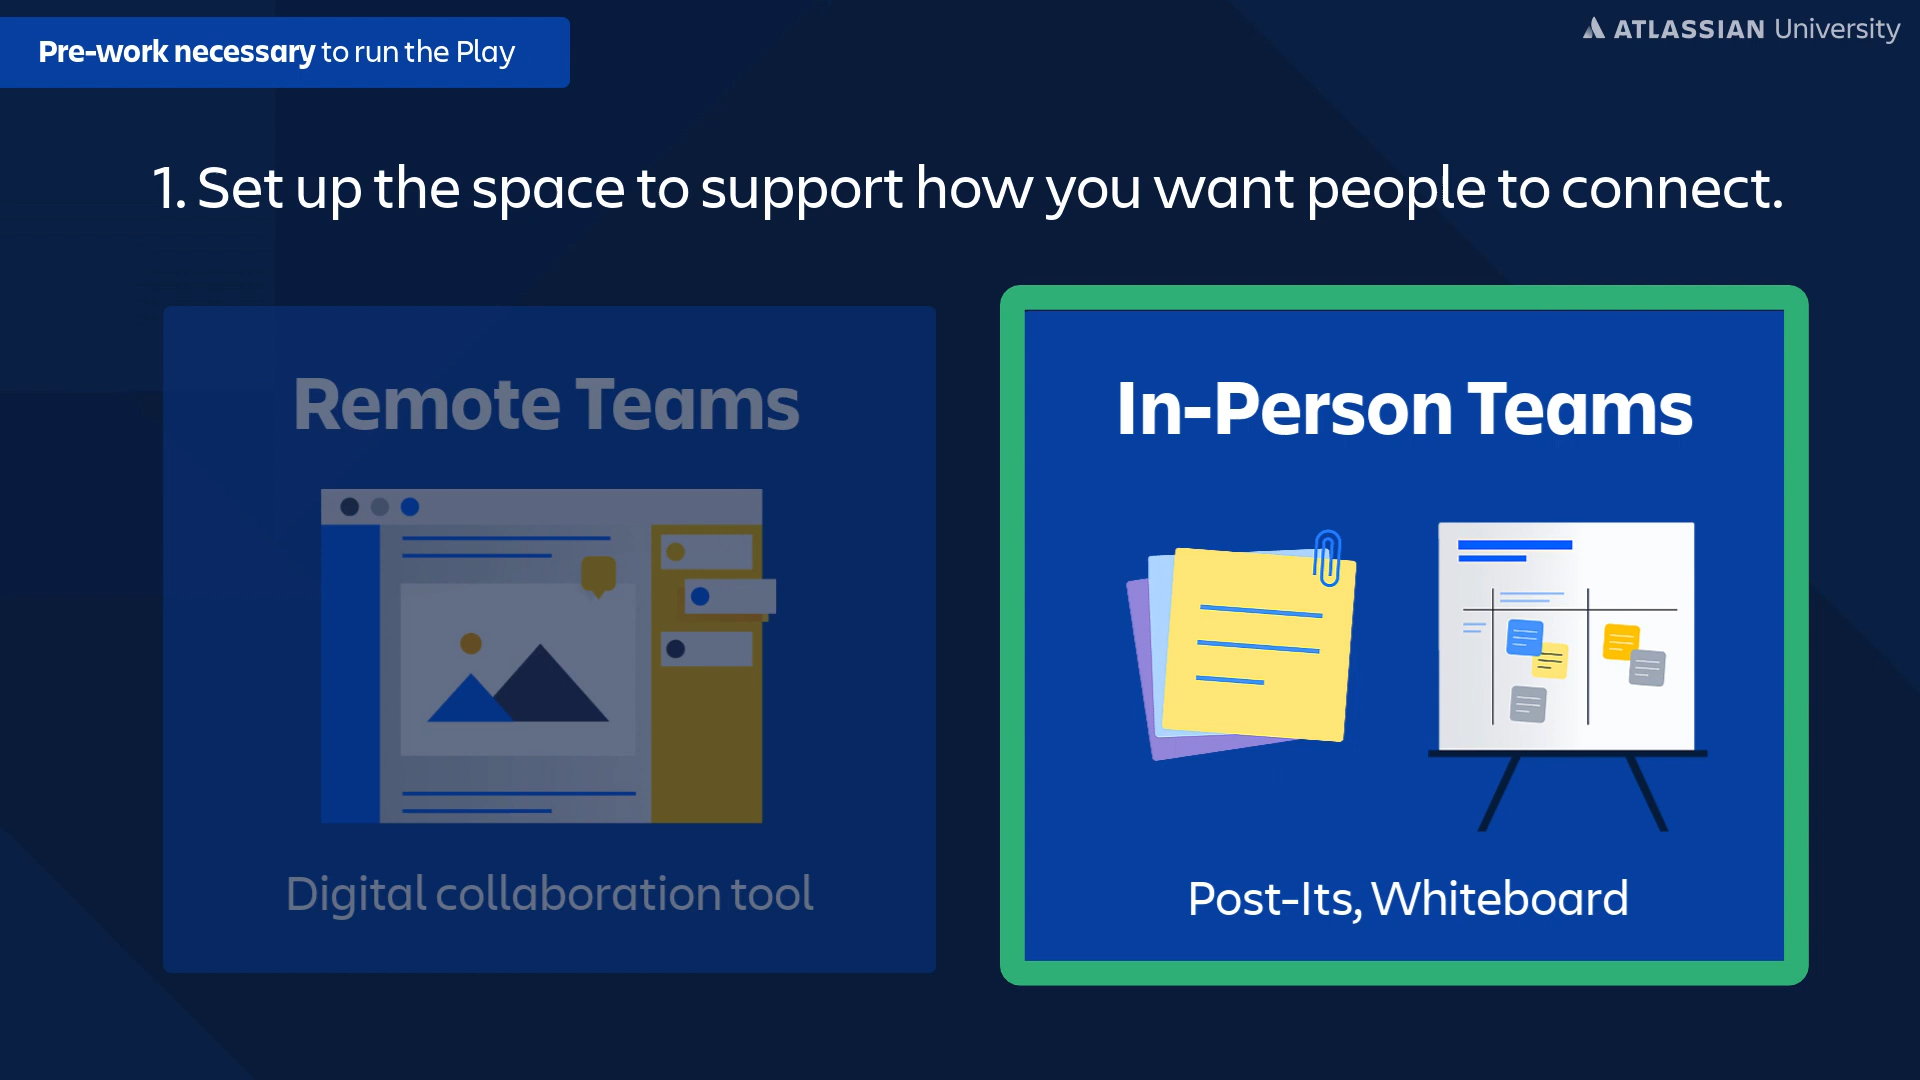 Pre-work necessary to run the Play
ATLASSIAN University
1. Set up the space to support how you want people to connect.
Remote Teams
Digital collaboration tool
In-Person Teams
Post-Its, Whiteboard